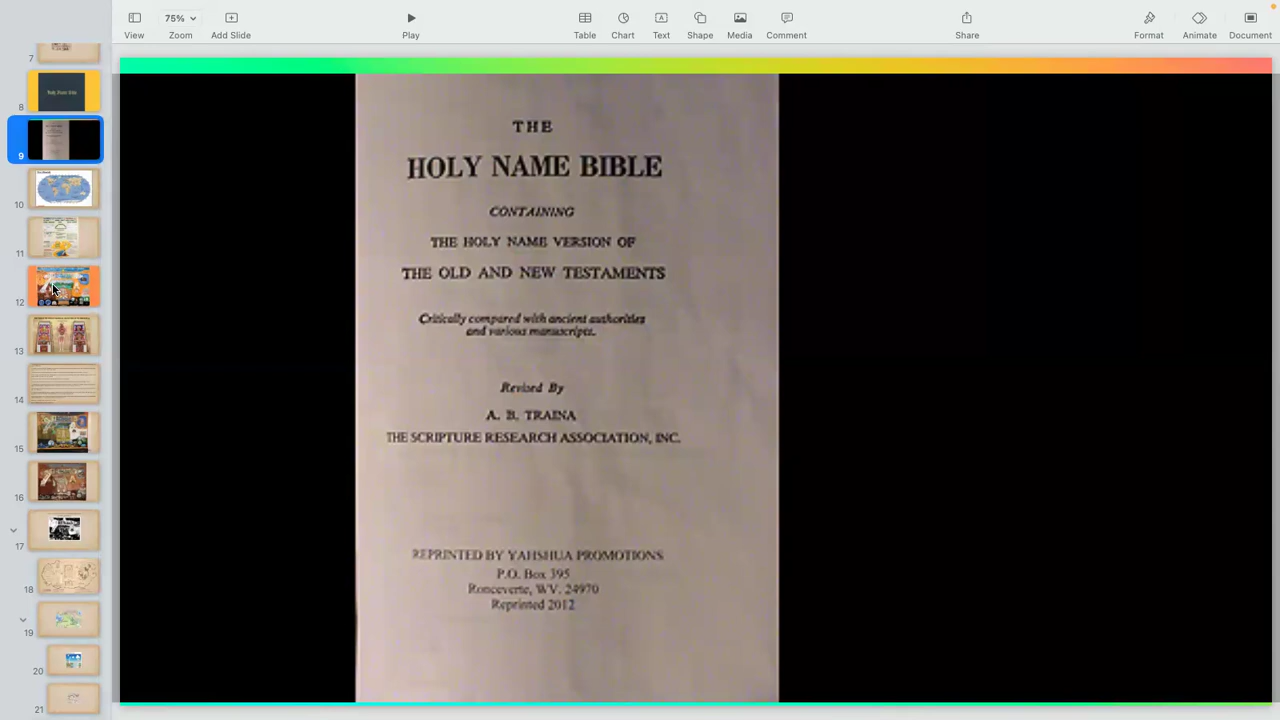 View
75%
Zoom
Add Slide
Play
Table
Chart
Text
Shape
Media
Comment
Share
Format
Animate
Document
7
8
9
10
11
12
13
14
15
16
17
18
19
20
21
THE
HOLY NAME BIBLE
CONTAINING
THE HOLY NAME VERSION OF
THE OLD AND NEW TESTAMENTS
Critically compared with ancient authorities
and various manuscripts.
Revised By
A. B. TRAINA
THE SCRIPTURE RESEARCH ASSOCIATION, INC.
REPRINTED BY YAHSHUA PROMOTIONS
P.O. Box 395
Ronceverte, WV. 24970
Reprinted 2012